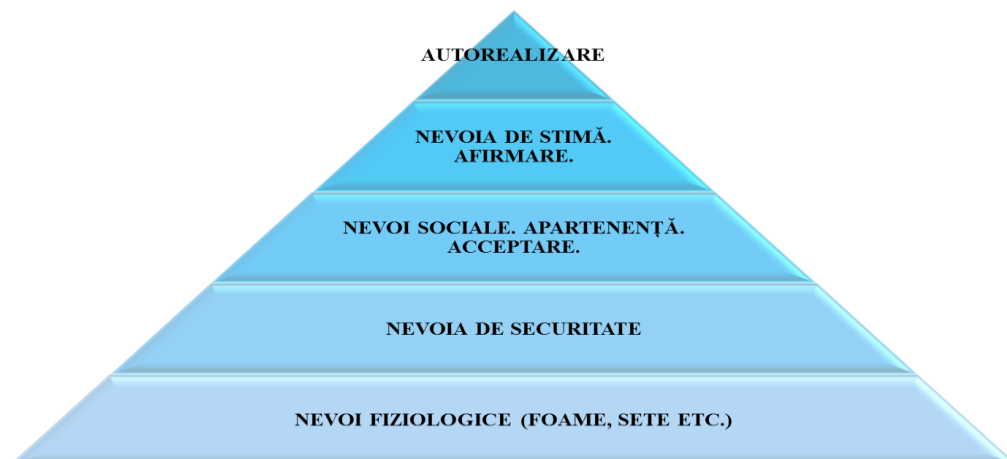 AUTOREALIZARE
NEVOIA DE STIMĂ.
AFIRMARE.
NEVOI SOCIALE. APARTENENȚĂ.
ACCEPTARE.
NEVOIA DE SECURITATE
NEVOI FIZIOLOGICE (FOAME, SETE ETC.)